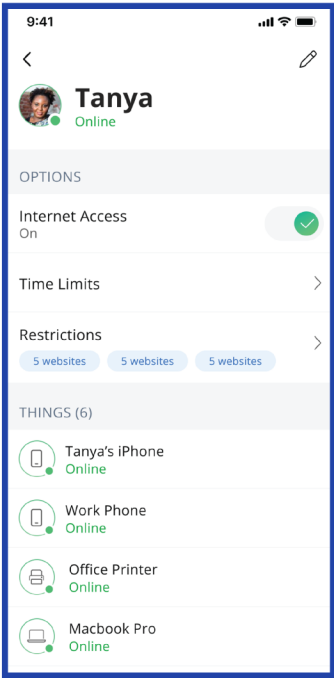 9:41
Tanya
Online
OPTIONS
Internet Access
On
Time Limits
Restrictions
5 websites 5 websites 5 websites
THINGS (6)
Tanya’s iPhone
Online
Work Phone
Online
Office Printer
Online
Macbook Pro
Online